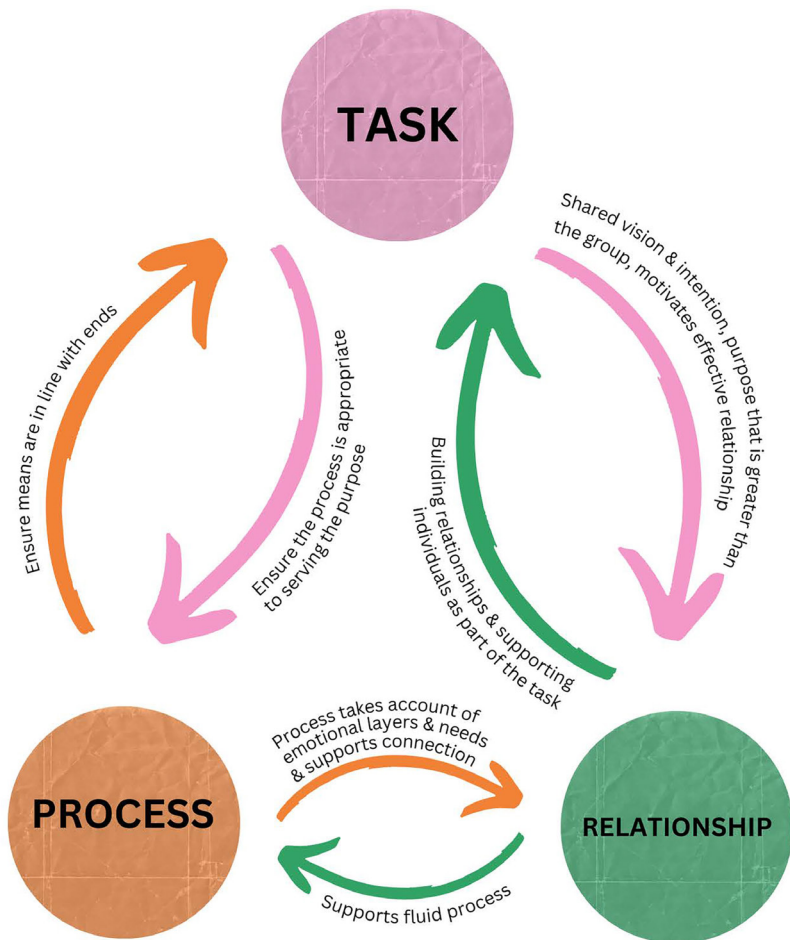 TASK
Shared vision & intention, purpose that is greater than
the group, motivates effective relationship
Ensure means are in line with ends
Ensure the process is appropriate
to serving the purpose
Building relationships & supporting
individuals as part of the task
Process takes account of
emotional layers & needs
& supports connection
PROCESS
RELATIONSHIP
Supports fluid process